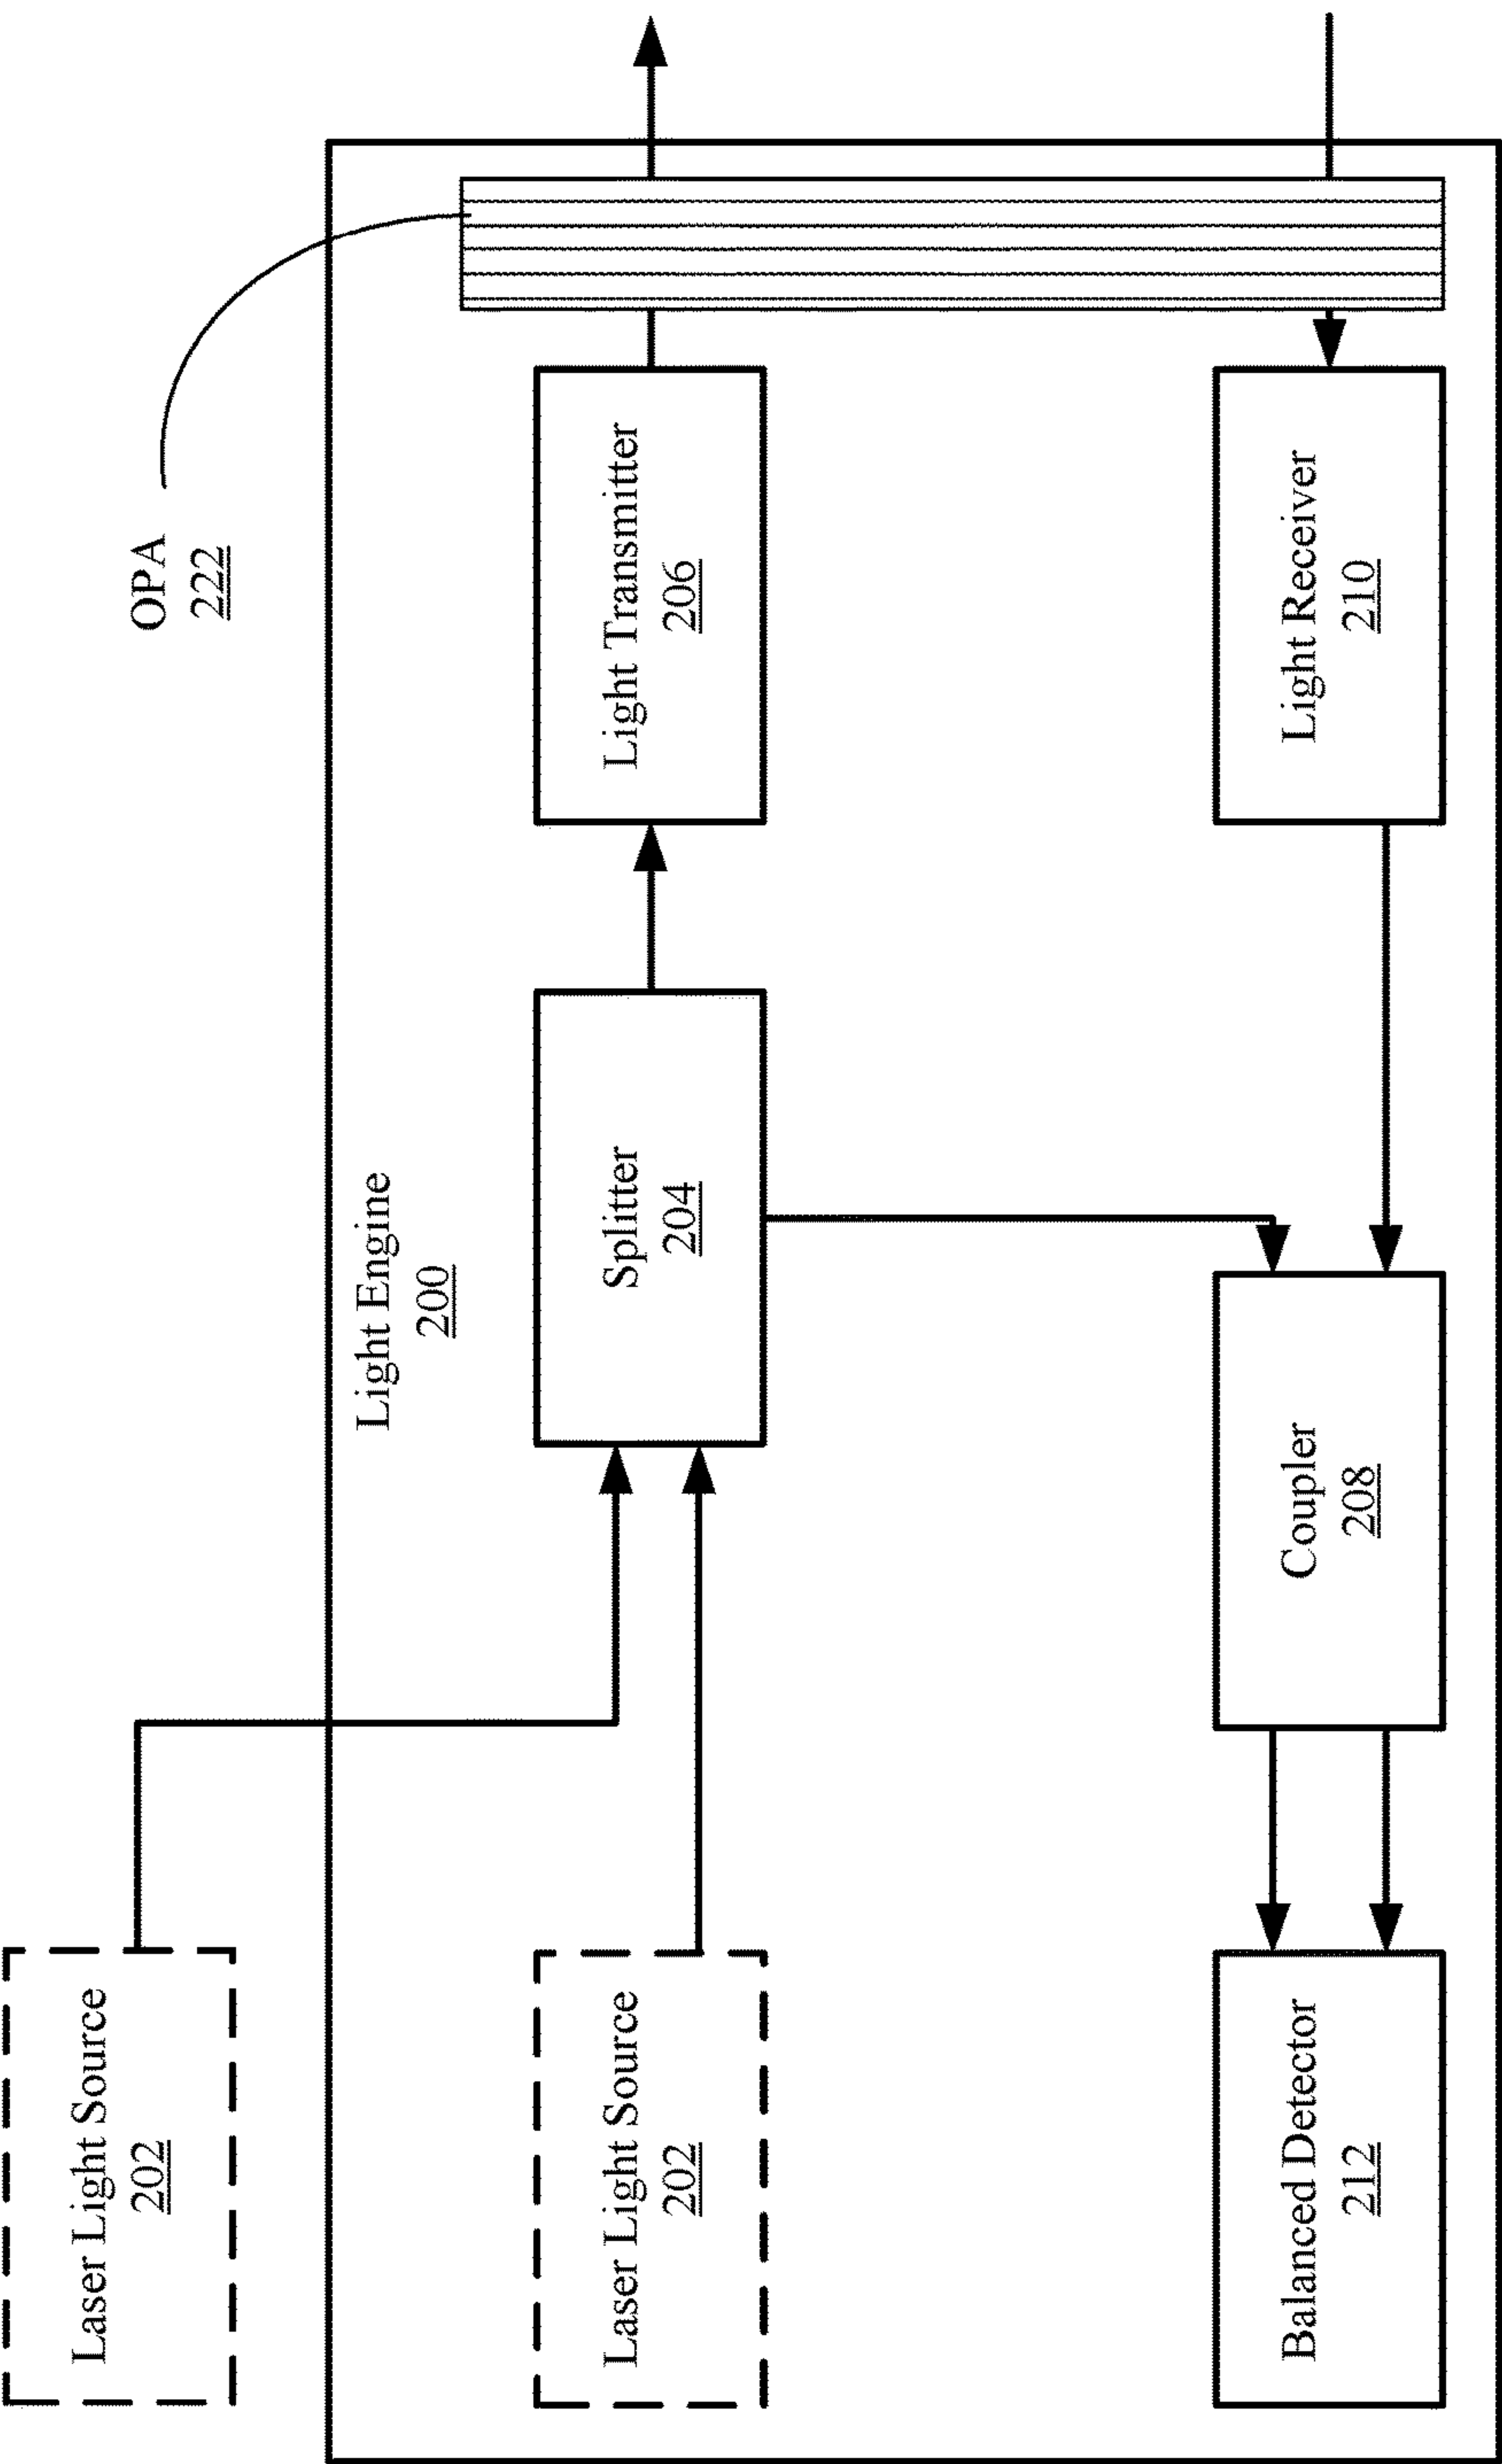 Laser Light Source
202
OPA
222
Light Engine
200
Laser Light Source
202
Splitter
204
Light Transmitter
206
Balanced Detector
212
Coupler
208
Light Receiver
210